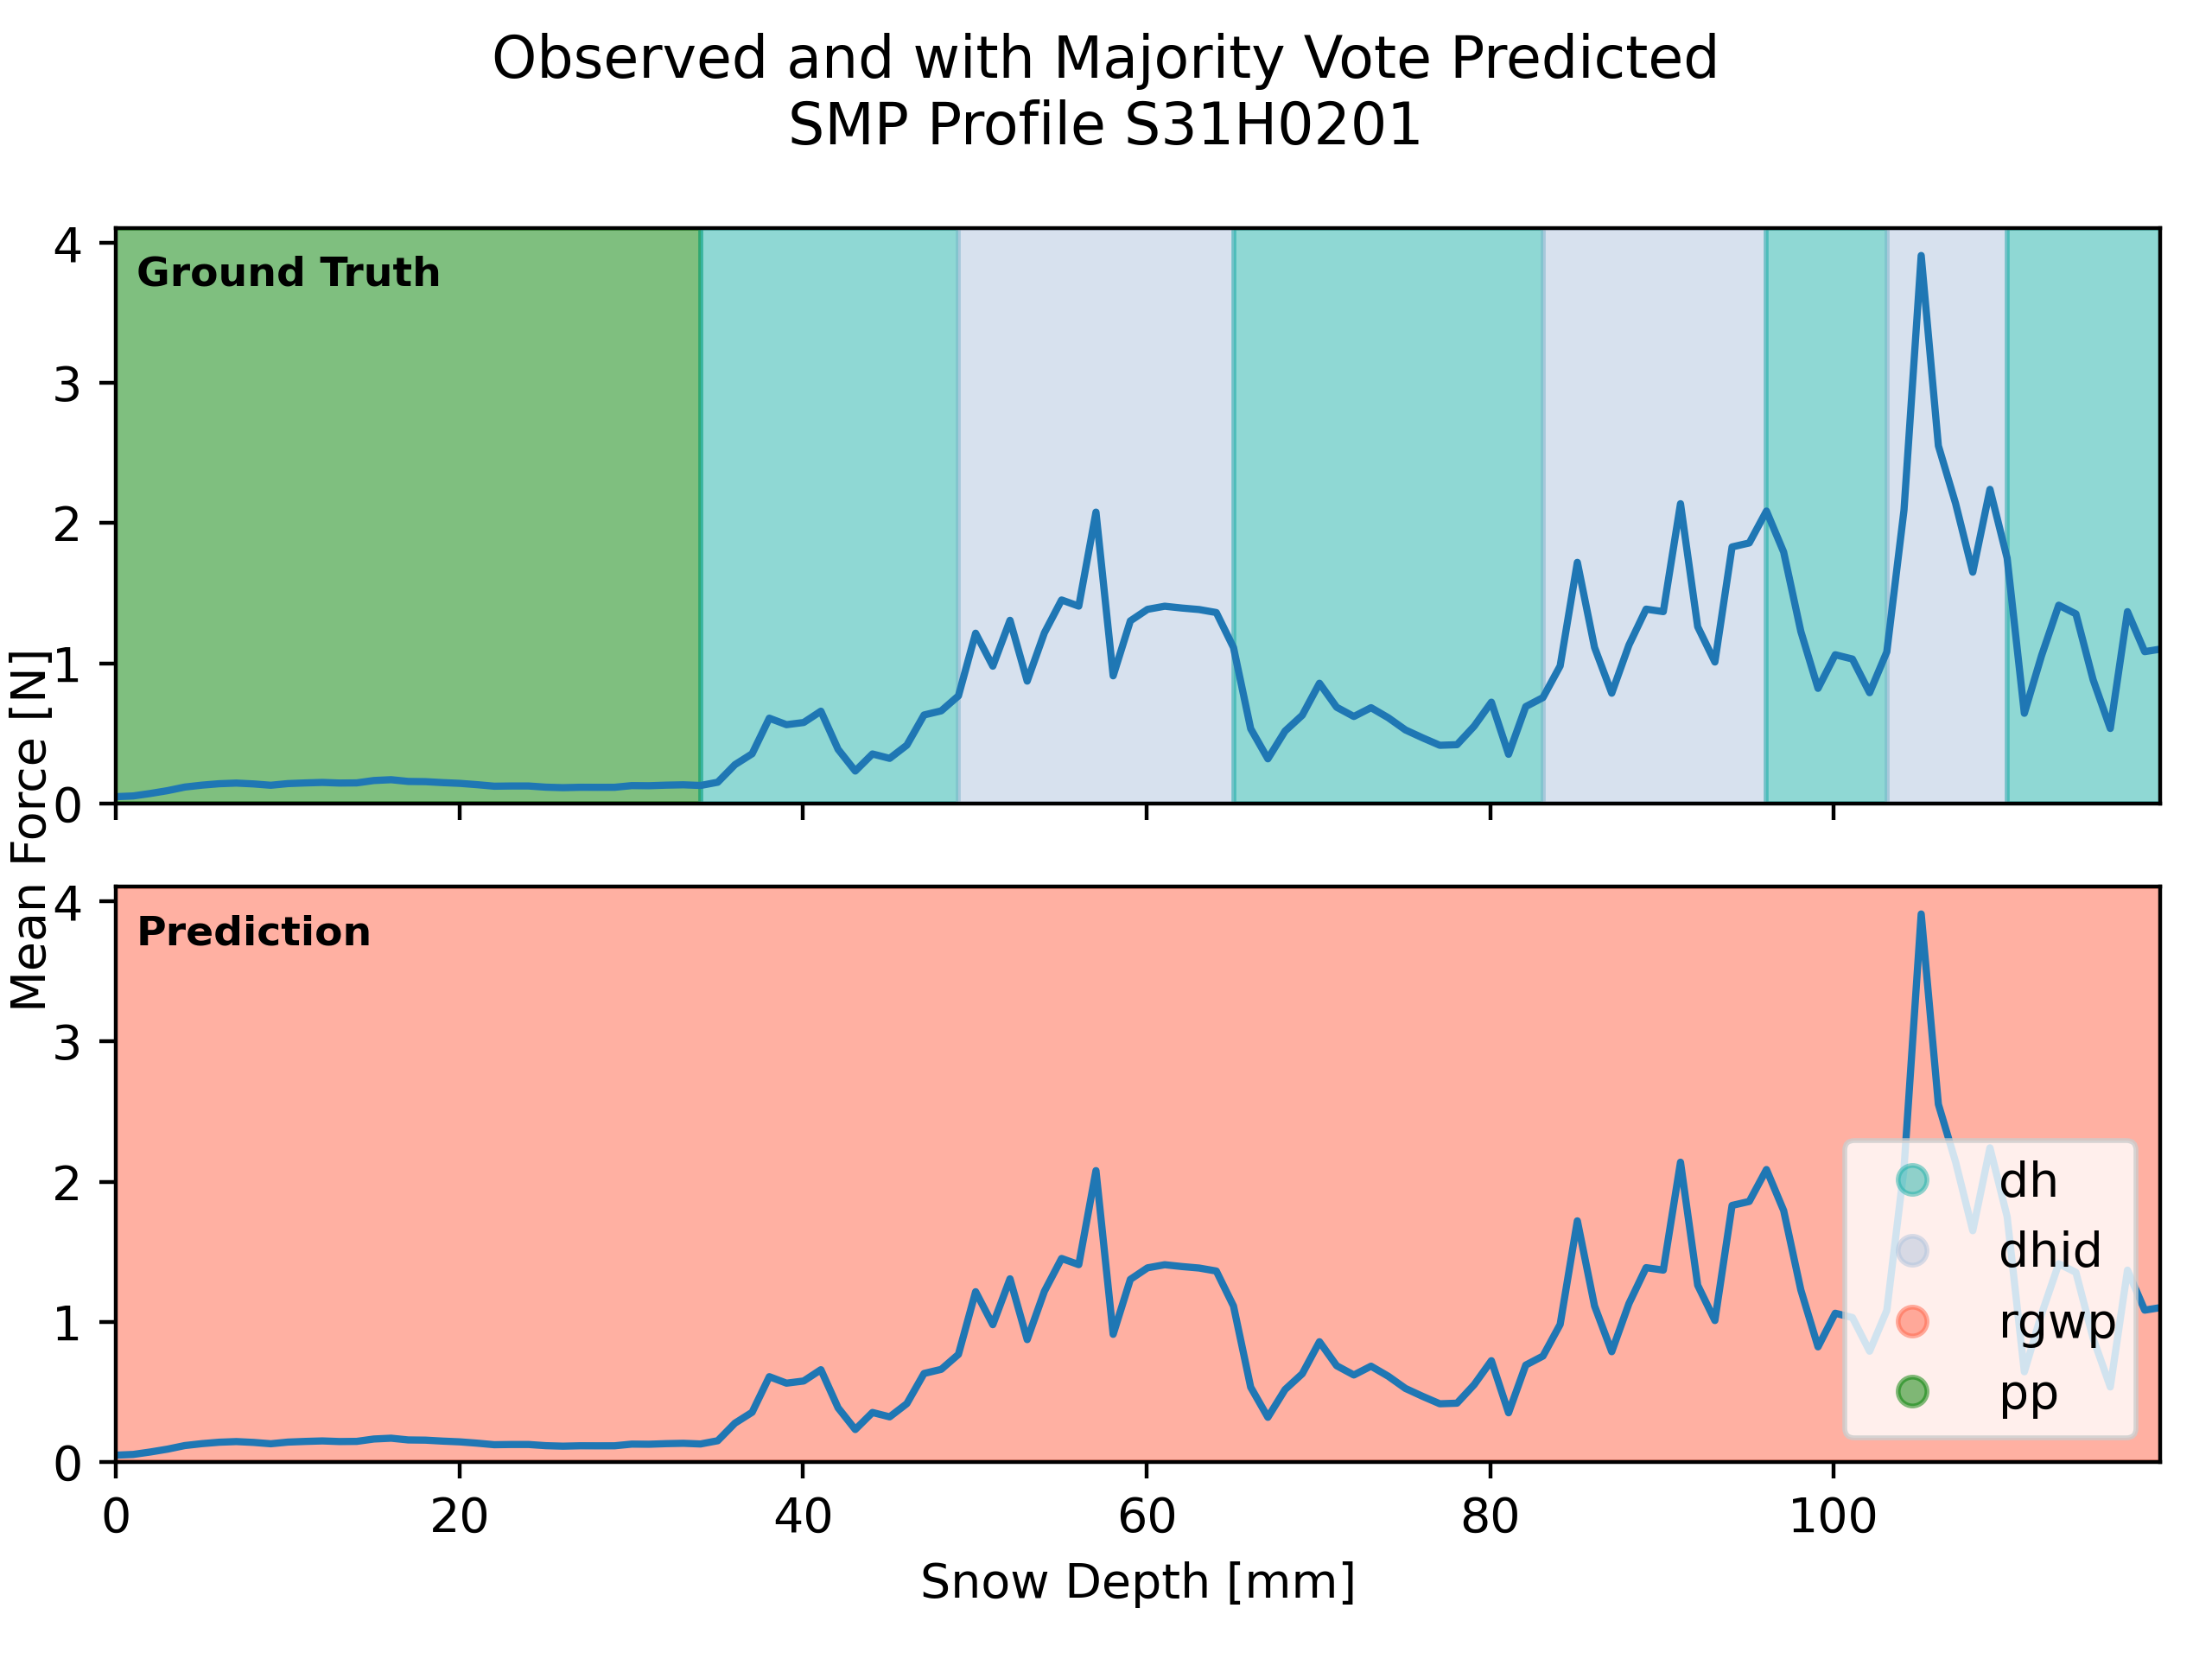 Observed and with Majority Vote Predicted
SMP Profile S31H0201
Mean Force [N]
4
Ground Truth
3
2
1
0
4
Prediction
3
2
1
0
dh
dhid
rgwp
pp
0 20 40 60 80 100
Snow Depth [mm]